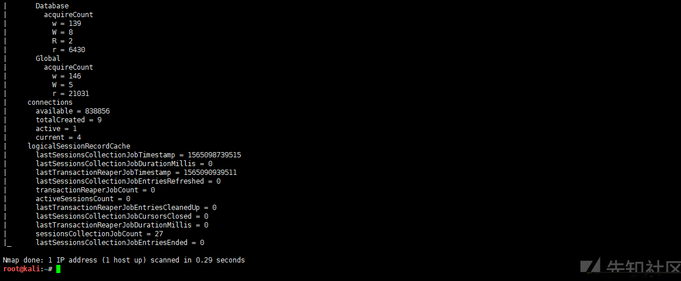 |       Database
|         acquireCount
|           w = 139
|           W = 8
|           R = 2
|           r = 6430
|       Global
|         acquireCount
|           w = 146
|           W = 5
|           r = 21031
|     connections
|       available = 838856
|       totalCreated = 9
|       active = 1
|       current = 4
|     logicalSessionRecordCache
|       lastSessionsCollectionJobTimestamp = 1565098739515
|       lastSessionsCollectionJobDurationMillis = 0
|       lastTransactionReaperJobTimestamp = 1565090939511
|       lastSessionsCollectionJobEntriesRefreshed = 0
|       transactionReaperJobCount = 0
|       activeSessionsCount = 0
|       lastTransactionReaperJobEntriesCleanedUp = 0
|       lastSessionsCollectionJobCursorsClosed = 0
|       lastTransactionReaperJobDurationMillis = 0
|       sessionsCollectionJobCount = 27
|_      lastSessionsCollectionJobEntriesEnded = 0
Nmap done: 1 IP address (1 host up) scanned in 0.29 seconds
root@kali:~#
先知社区